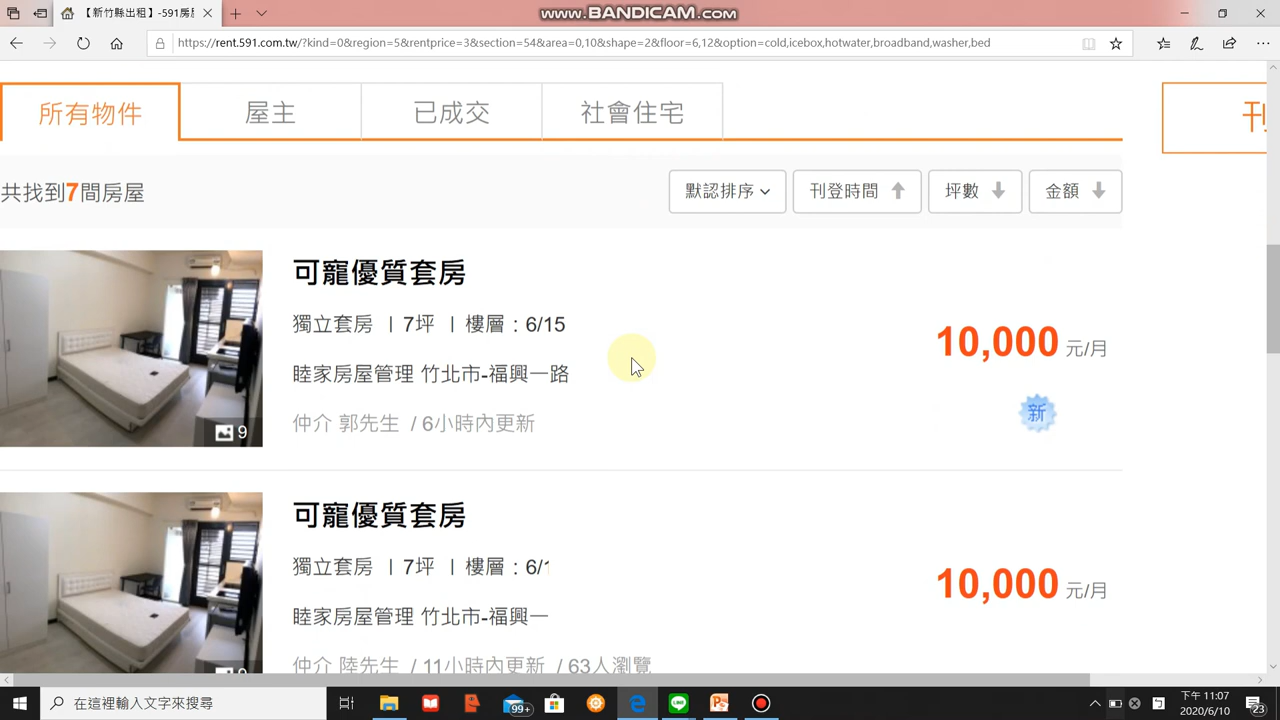 www.BANDICAM.com
【新竹縣出租】-591房屋
https://rent.591.com.tw/?kind=0&region=5&rentprice=3&section=54&area=0,10&shape=2&floor=6,12&option=cold,icebox,hotwater,broadband,washer,bed
所有物件 屋主 已成交 社會住宅 刊
共找到7間房屋 默認排序 刊登時間 坪數 金額
可寵優質套房
獨立套房 | 7坪 | 樓層：6/15
10,000 元/月
睦家房屋管理 竹北市-福興一路
新
仲介 郭先生 / 6小時內更新
9
可寵優質套房
獨立套房 | 7坪 | 樓層：6/1
10,000 元/月
睦家房屋管理 竹北市-福興一
仲介 陸先生 / 11小時內更新 / 63人瀏覽
在這裡輸入文字來搜尋
99+
下午 11:07
2020/6/10
23